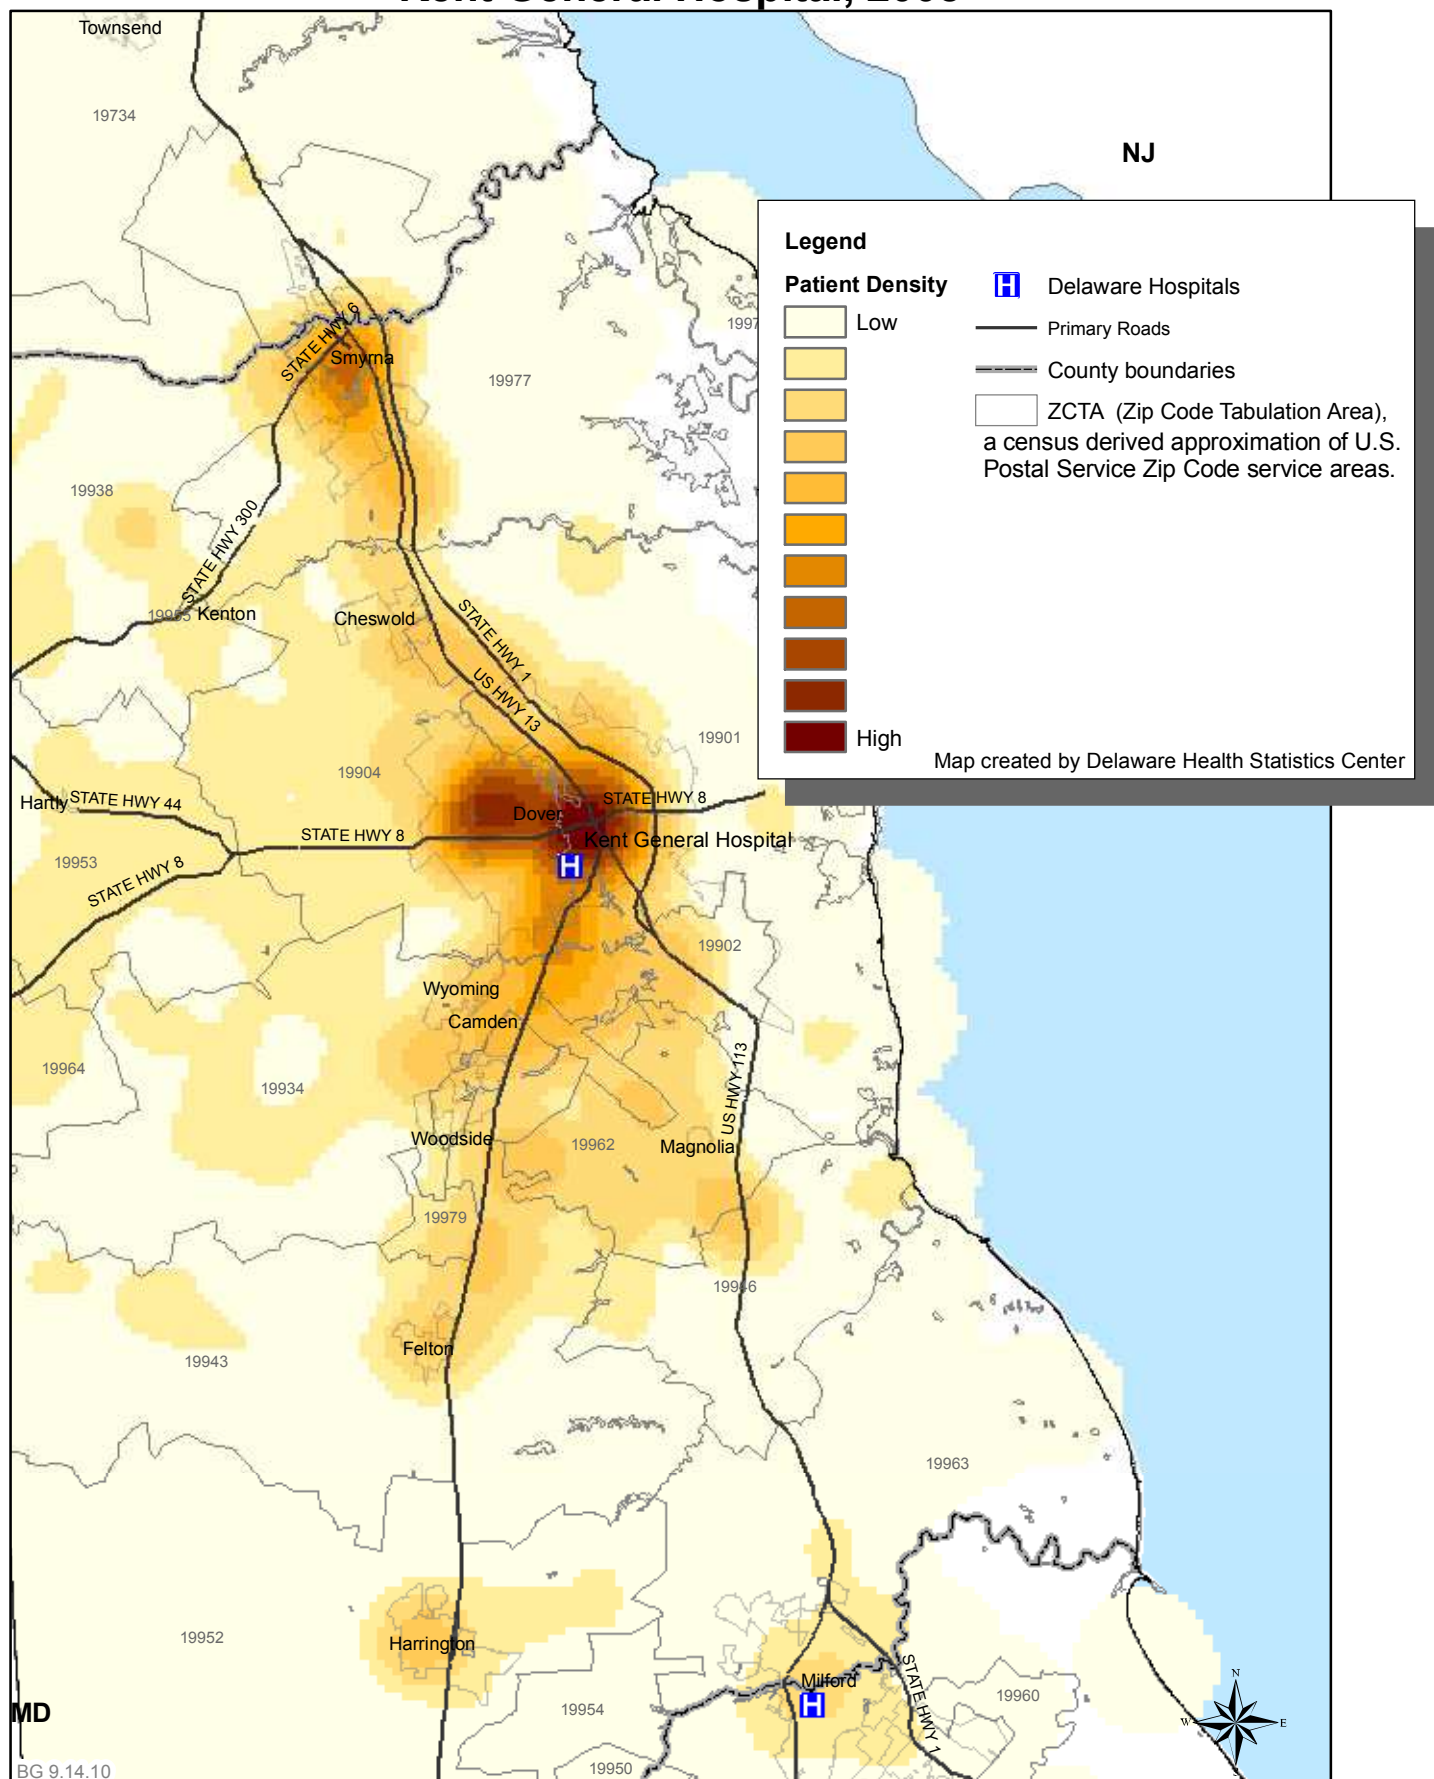 Townsend
19734
NJ
Legend
Patient Density
Low
High
H Delaware Hospitals
Primary Roads
County boundaries
ZCTA (Zip Code Tabulation Area),
a census derived approximation of U.S.
Postal Service Zip Code service areas.
Map created by Delaware Health Statistics Center
STATE HWY 6
Smyrna
19977
19938
STATE HWY 300
19955
Kenton
Cheswold
STATE HWY 1
US HWY 13
19901
19904
Hartly
STATE HWY 44
Dover
STATE HWY 8
STATE HWY 8
Kent General Hospital
H
19953
STATE HWY 8
19902
Wyoming
Camden
19964
19934
US HWY 113
Woodside
19962
Magnolia
19979
19946
Felton
19943
19963
19952
Harrington
Milford
H
STATE HWY 1
19960
19954
19950
MD
N
W
E
S
BG 9.14.10